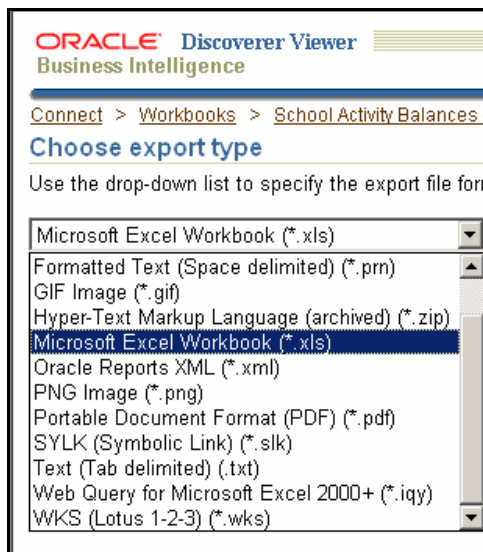 ORACLE Discoverer Viewer
Business Intelligence
Connect > Workbooks > School Activity Balances
Choose export type
Use the drop-down list to specify the export file
Microsoft Excel Workbook (*.xls)
Formatted Text (Space delimited) (*.prn)
GIF Image (*.gif)
Hyper-Text Markup Language (archived) (*.zip)
Microsoft Excel Workbook (*.xls)
Oracle Reports XML (*.xml)
PNG Image (*.png)
Portable Document Format (PDF) (*.pdf)
SYLK (Symbolic Link) (*.slk)
Text (Tab delimited) (.txt)
Web Query for Microsoft Excel 2000+ (*.iqy)
WKS (Lotus 1-2-3) (*.wks)